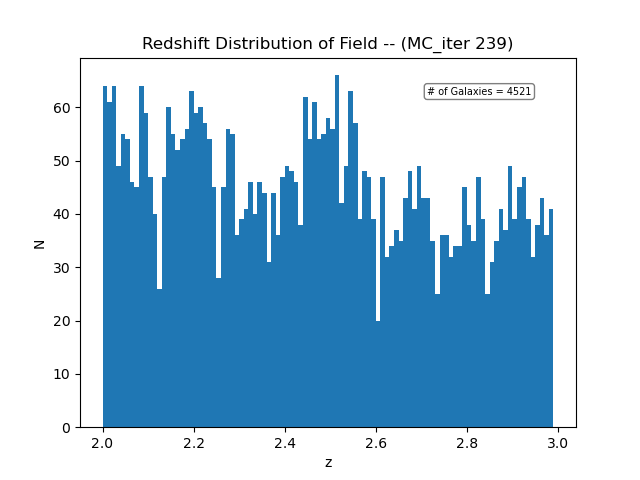 Redshift Distribution of Field -- (MC_iter 239)
# of Galaxies = 4521
60
50
40
30
20
10
0
N
2.0 2.2 2.4 2.6 2.8 3.0
z